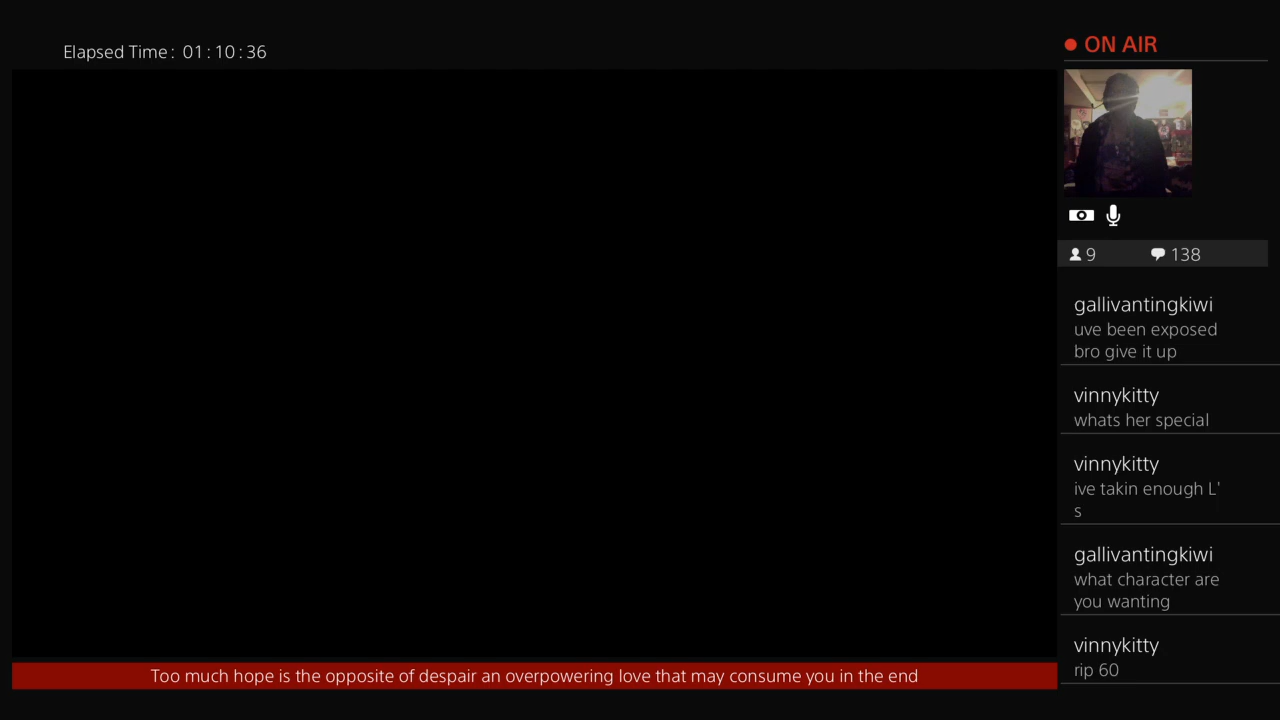 Elapsed Time: 01:10:36
ON AIR
9 138
gallivantingkiwi
uve been exposed
bro give it up
vinnykitty
whats her special
vinnykitty
ive takin enough L'
s
gallivantingkiwi
what character are
you wanting
vinnykitty
rip 60
Too much hope is the opposite of despair an overpowering love that may consume you in the end